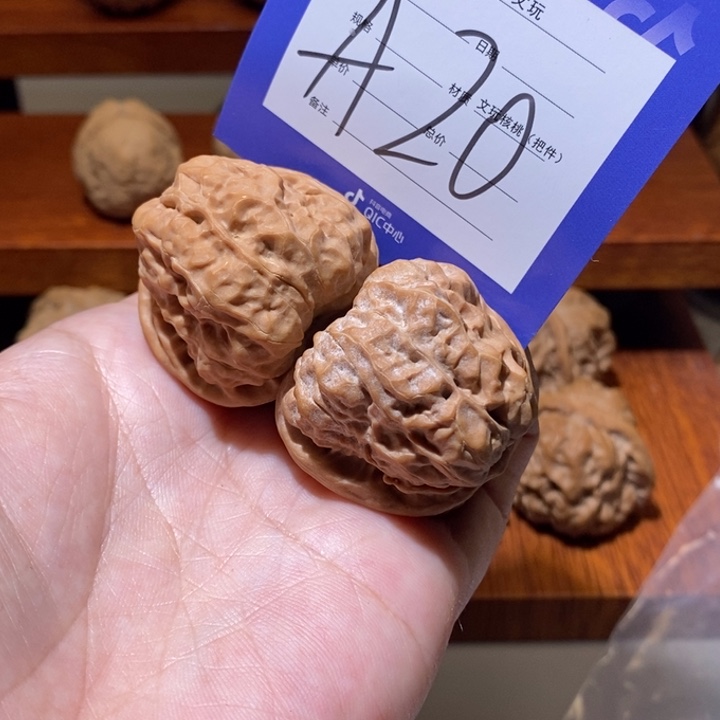 文玩
规格
日期
单价
材质 文玩核桃（把件）
备注
总价
A20
抖音电商
QIC中心